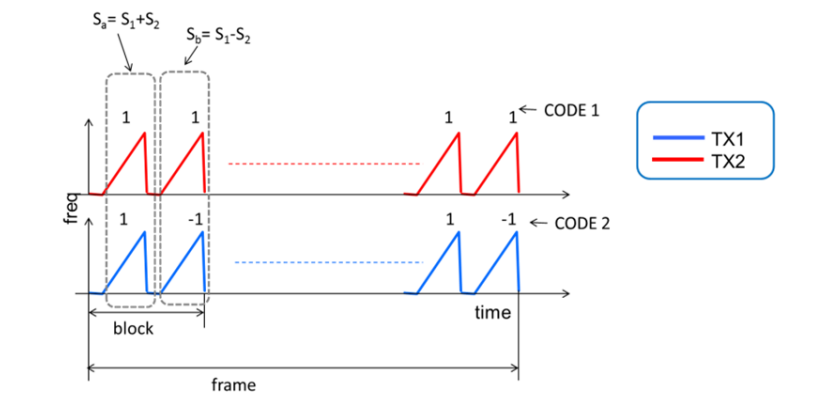 Sₐ= S₁+S₂
S_b= S₁-S₂
1 1 1 1 CODE 1
TX1
TX2
freq
1 -1 1 -1 CODE 2
time
block
frame